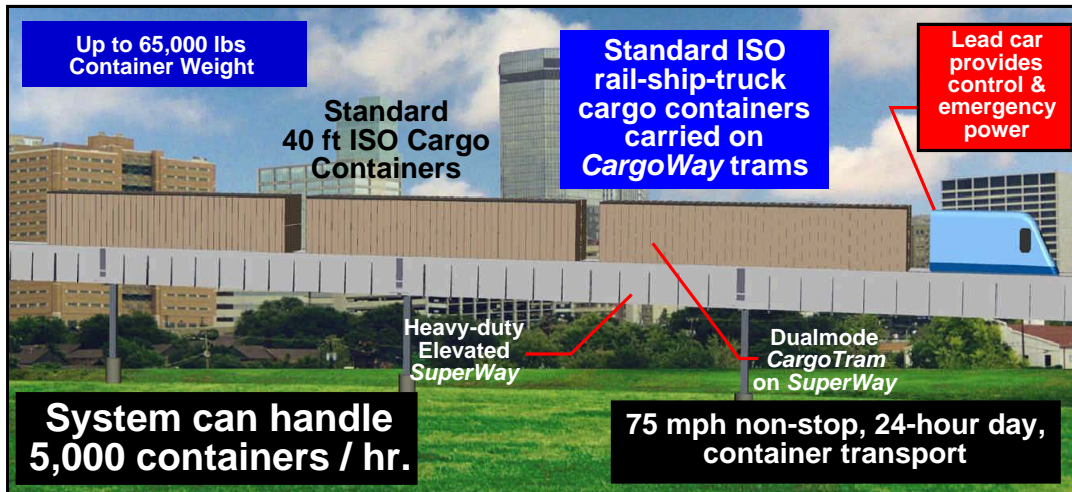 Up to 65,000 lbs
Container Weight
Standard
40 ft ISO Cargo
Containers
Standard ISO
rail-ship-truck
cargo containers
carried on
CargoWay trams
Lead car
provides
control &
emergency
power
Heavy-duty
Elevated
SuperWay
Dualmode
CargoTram
on SuperWay
System can handle
5,000 containers / hr.
75 mph non-stop, 24-hour day,
container transport